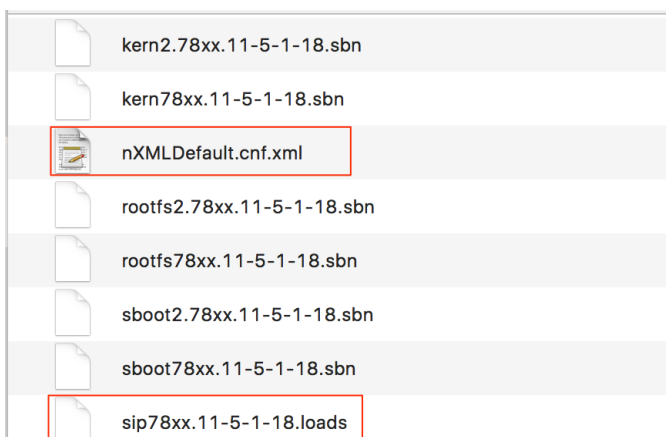 kern2.78xx.11-5-1-18.sbn
kern78xx.11-5-1-18.sbn
nXMLDefault.cnf.xml
rootfs2.78xx.11-5-1-18.sbn
rootfs78xx.11-5-1-18.sbn
sboot2.78xx.11-5-1-18.sbn
sboot78xx.11-5-1-18.sbn
sip78xx.11-5-1-18.loads